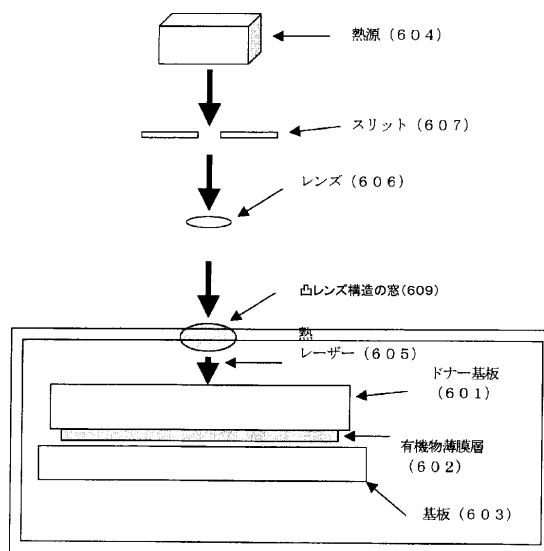 熱源（６０４）
スリット（６０７）
レンズ（６０６）
凸レンズ構造の窓(609)
熱
レーザー（６０５）
ドナー基板
（６０１）
有機物薄膜層
（６０２）
基板（６０３）